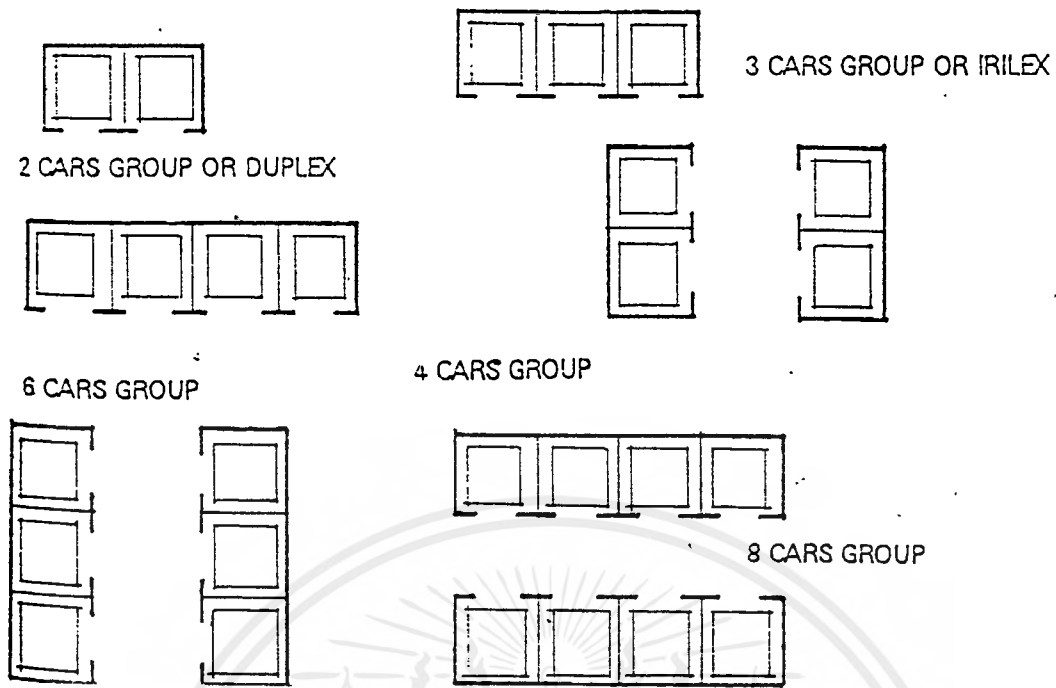 3 CARS GROUP OR IRILEX
2 CARS GROUP OR DUPLEX
4 CARS GROUP
6 CARS GROUP
8 CARS GROUP